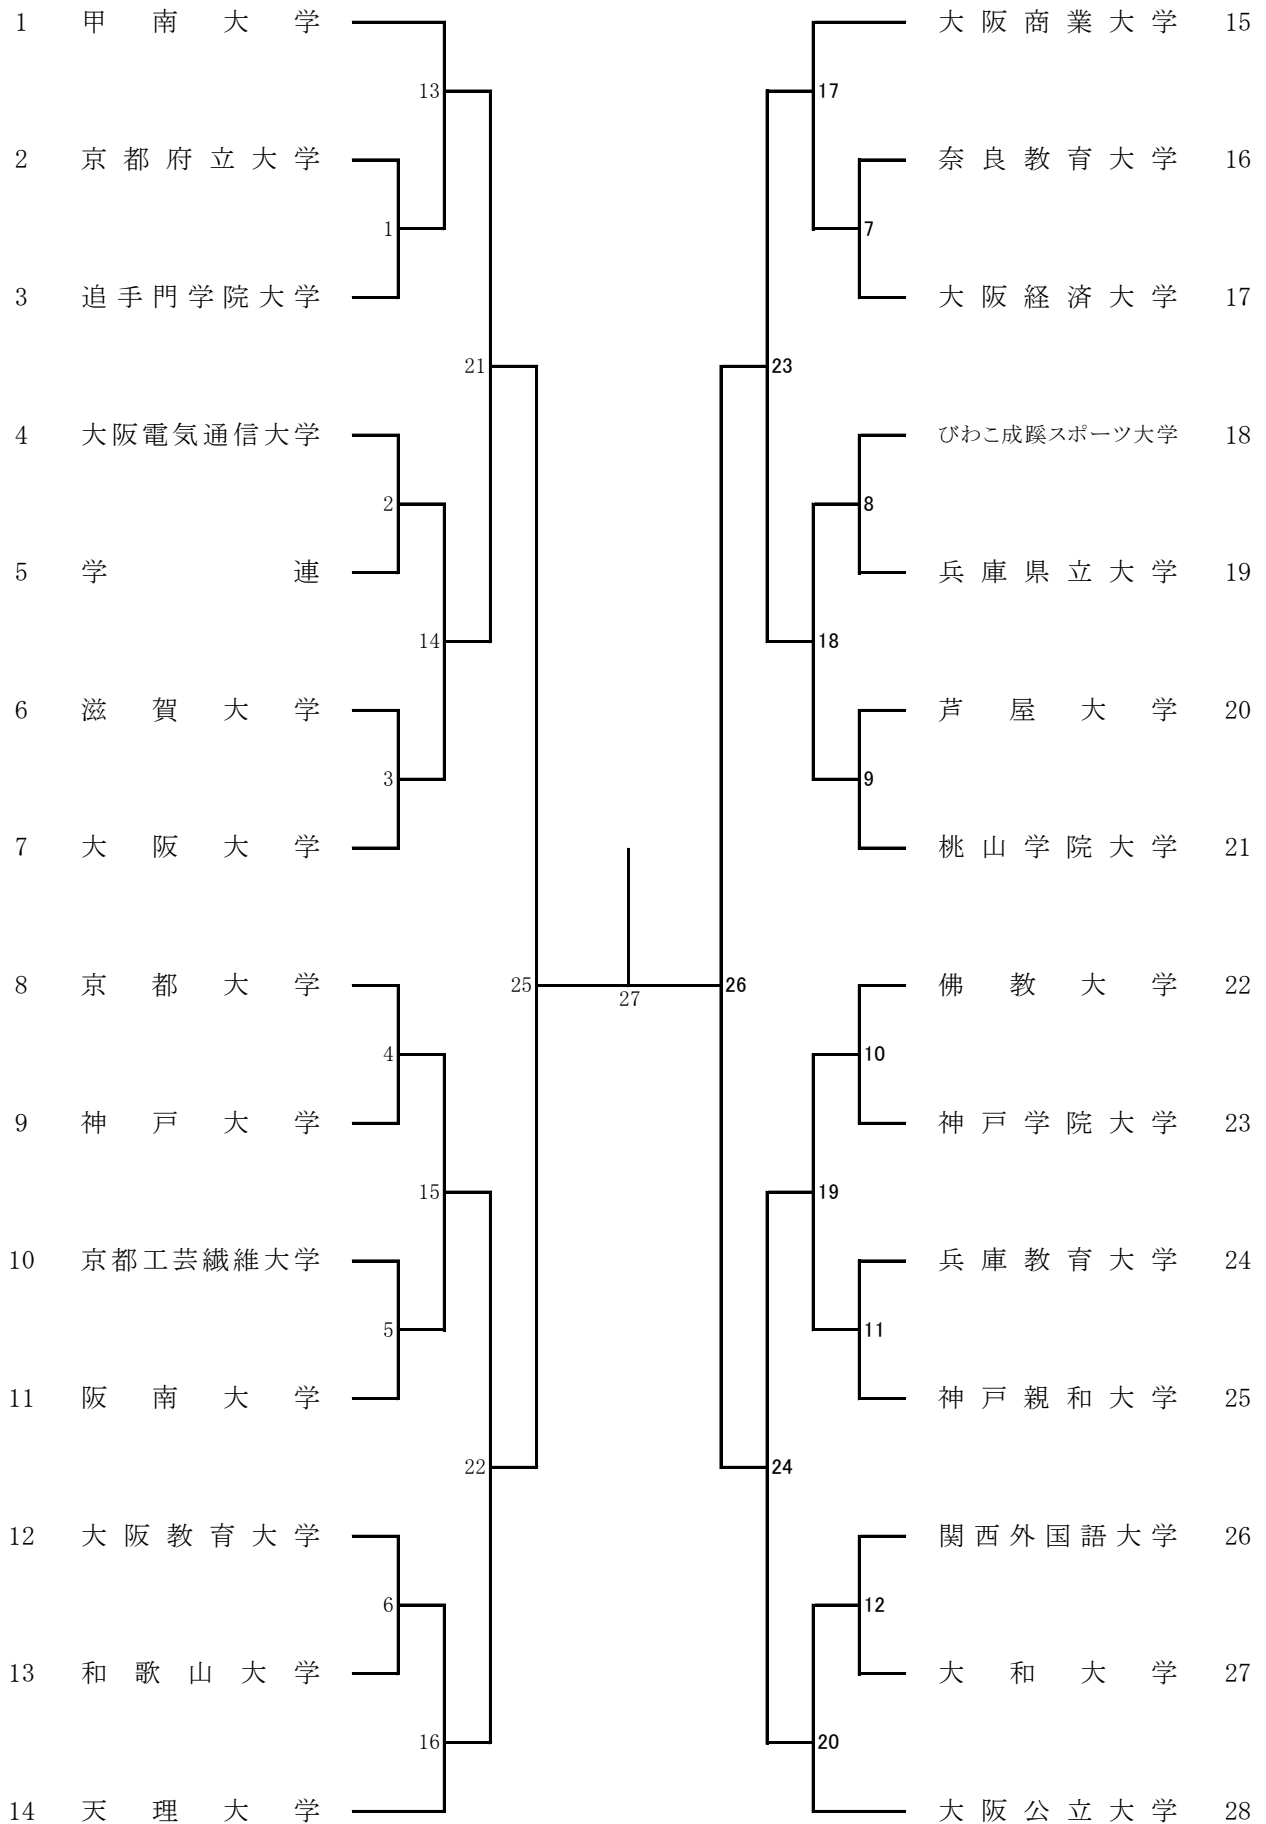 1 甲南大学 大阪商業大学 15
13 17
2 京都府立大学 奈良教育大学 16
1 7
3 追手門学院大学 大阪経済大学 17
21 23
4 大阪電気通信大学 びわこ成蹊スポーツ大学 18
2 8
5 学連 兵庫県立大学 19
14 18
6 滋賀大学 芦屋大学 20
3 9
7 大阪大学 桃山学院大学 21
8 京都大学 25 27 26 佛教大学 22
4 10
9 神戸大学 神戸学院大学 23
15 19
10 京都工芸繊維大学 兵庫教育大学 24
5 11
11 阪南大学 神戸親和大学 25
22 24
12 大阪教育大学 関西外国語大学 26
6 12
13 和歌山大学 大和大学 27
16 20
14 天理大学 大阪公立大学 28